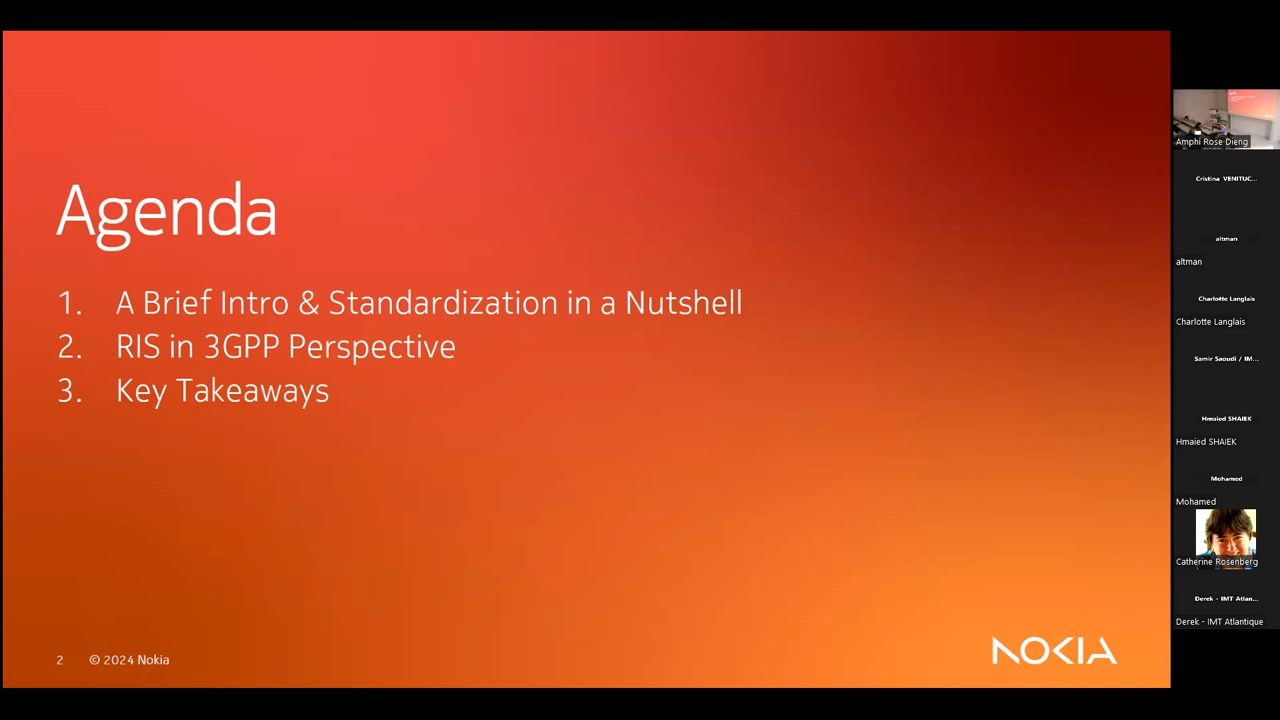 Agenda
1. A Brief Intro & Standardization in a Nutshell
2. RIS in 3GPP Perspective
3. Key Takeaways
2 © 2024 Nokia
NOKIA
Amphi Rose Dieng
Cristina VENITUC...
altman
altman
Charlotte Langlais
Charlotte Langlais
Samir Saoudi / IM...
Hmaied SHAIEK
Hmaied SHAIEK
Mohamed
Mohamed
Catherine Rosenberg
Derek - IMT Atlan...
Derek - IMT Atlantique